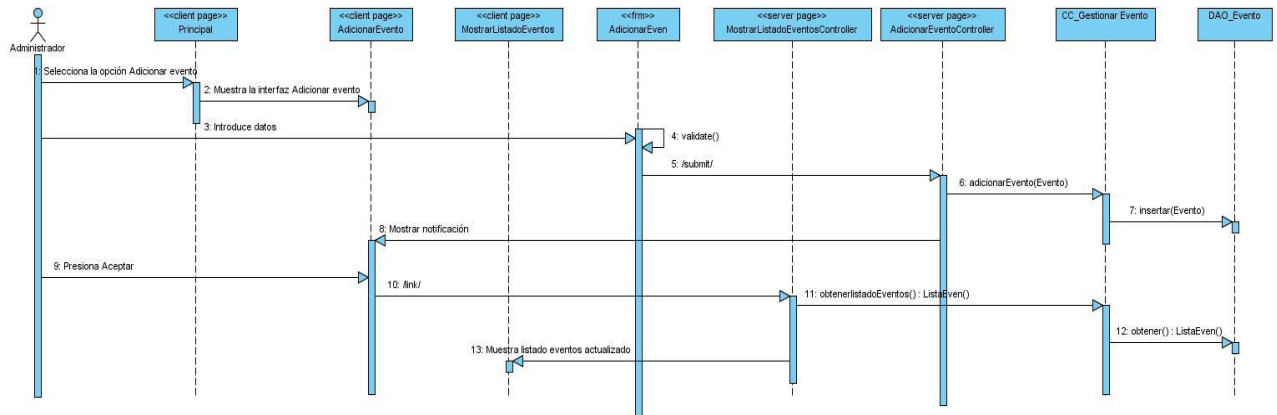 <<client page>>
Principal
<<client page>>
AdicionarEvento
<<client page>>
MostrarListadoEventos
<<frm>>
AdicionarEven
<<server page>>
MostrarListadoEventosController
<<server page>>
AdicionarEventoController
CC_Gestionar Evento
DAO_Evento
Administrador
1: Selecciona la opción Adicionar evento
2: Muestra la interfaz Adicionar evento
3: Introduce datos
4: validate()
5: /submit/
6: adicionarEvento(Evento)
7: insertar(Evento)
8: Mostrar notificación
9: Presiona Aceptar
10: /link/
11: obtenerlistadoEventos() : ListaEven()
12: obtener() : ListaEven()
13: Muestra listado eventos actualizado